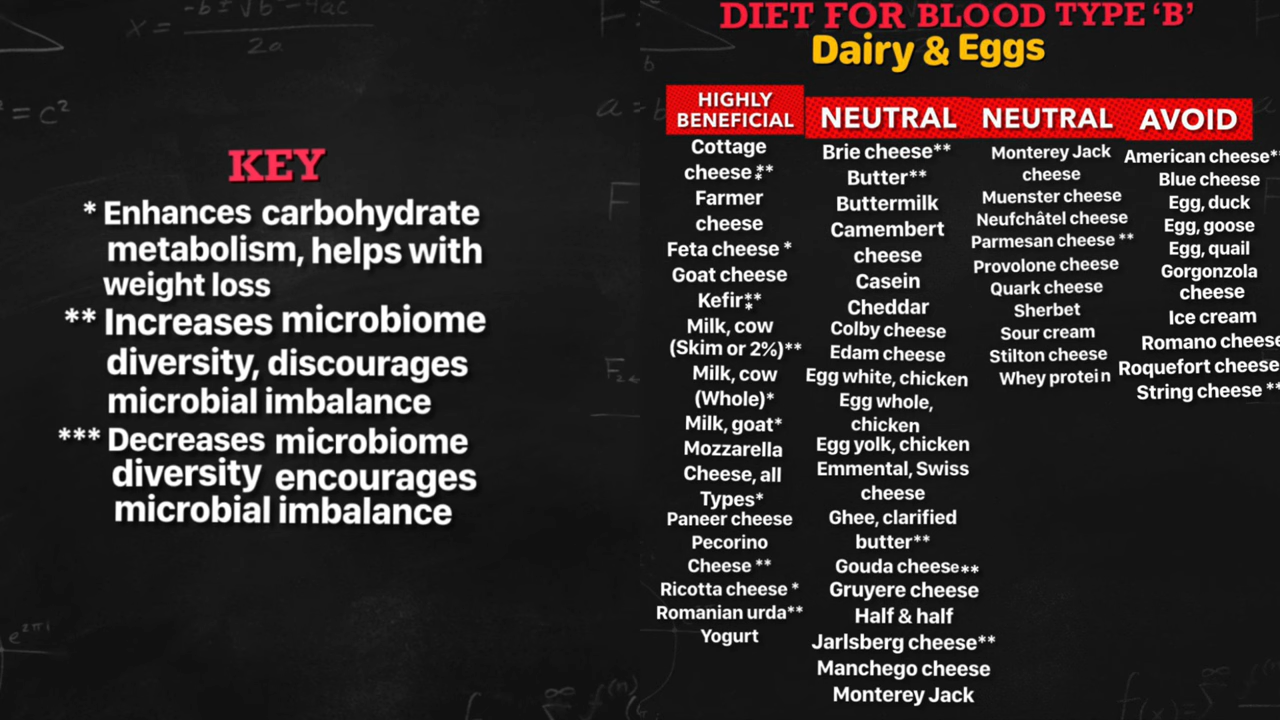 x = -b ± √b² - 4ac
2a
= c²
KEY
* Enhances carbohydrate
metabolism, helps with
weight loss
** Increases microbiome
diversity, discourages
microbial imbalance
*** Decreases microbiome
diversity encourages
microbial imbalance
DIET FOR BLOOD TYPE ‘B’
Dairy & Eggs
HIGHLY
BENEFICIAL
Cottage
cheese ***
Farmer
cheese
Feta cheese *
Goat cheese
Kefir***
Milk, cow
(Skim or 2%)**
Milk, cow
(Whole)*
Milk, goat*
Mozzarella
Cheese, all
Types*
Paneer cheese
Pecorino
Cheese **
Ricotta cheese *
Romanian urda**
Yogurt
NEUTRAL
Brie cheese**
Butter**
Buttermilk
Camembert
cheese
Casein
Cheddar
Colby cheese
Edam cheese
Egg white, chicken
Egg whole,
chicken
Egg yolk, chicken
Emmental, Swiss
cheese
Ghee, clarified
butter**
Gouda cheese**
Gruyere cheese
Half & half
Jarlsberg cheese**
Manchego cheese
Monterey Jack
NEUTRAL
Monterey Jack
cheese
Muenster cheese
Neufchâtel cheese
Parmesan cheese **
Provolone cheese
Quark cheese
Sherbet
Sour cream
Stilton cheese
Whey protein
AVOID
American cheese**
Blue cheese
Egg, duck
Egg, goose
Egg, quail
Gorgonzola
cheese
Ice cream
Romano cheese
Roquefort cheese
String cheese **